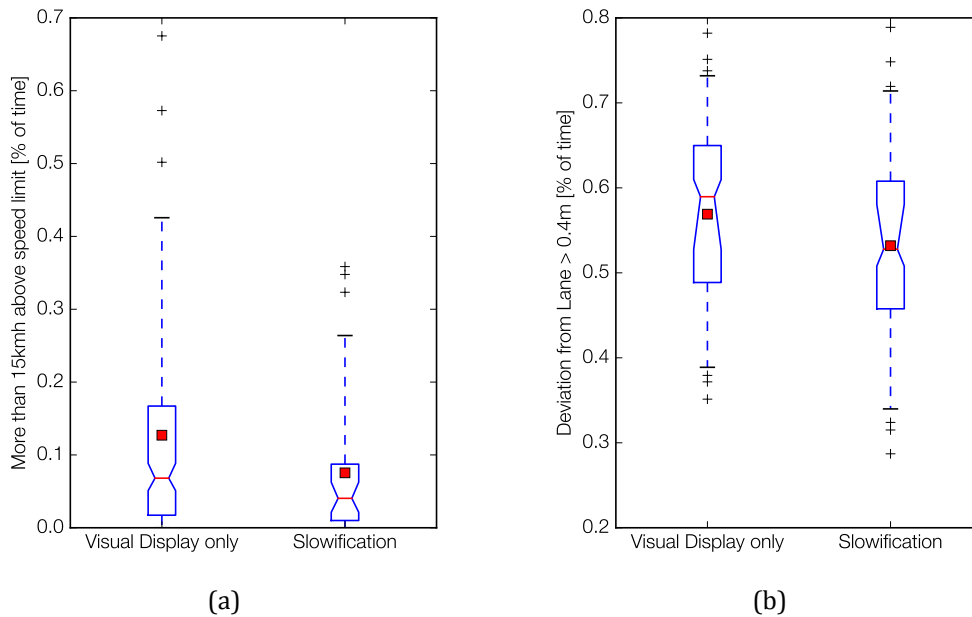 More than 15kmh above speed limit [% of time]
0.7
0.6
0.5
0.4
0.3
0.2
0.1
0.0
Visual Display only Slowification
(a)
Deviation from Lane > 0.4m [% of time]
0.8
0.7
0.6
0.5
0.4
0.3
0.2
Visual Display only Slowification
(b)